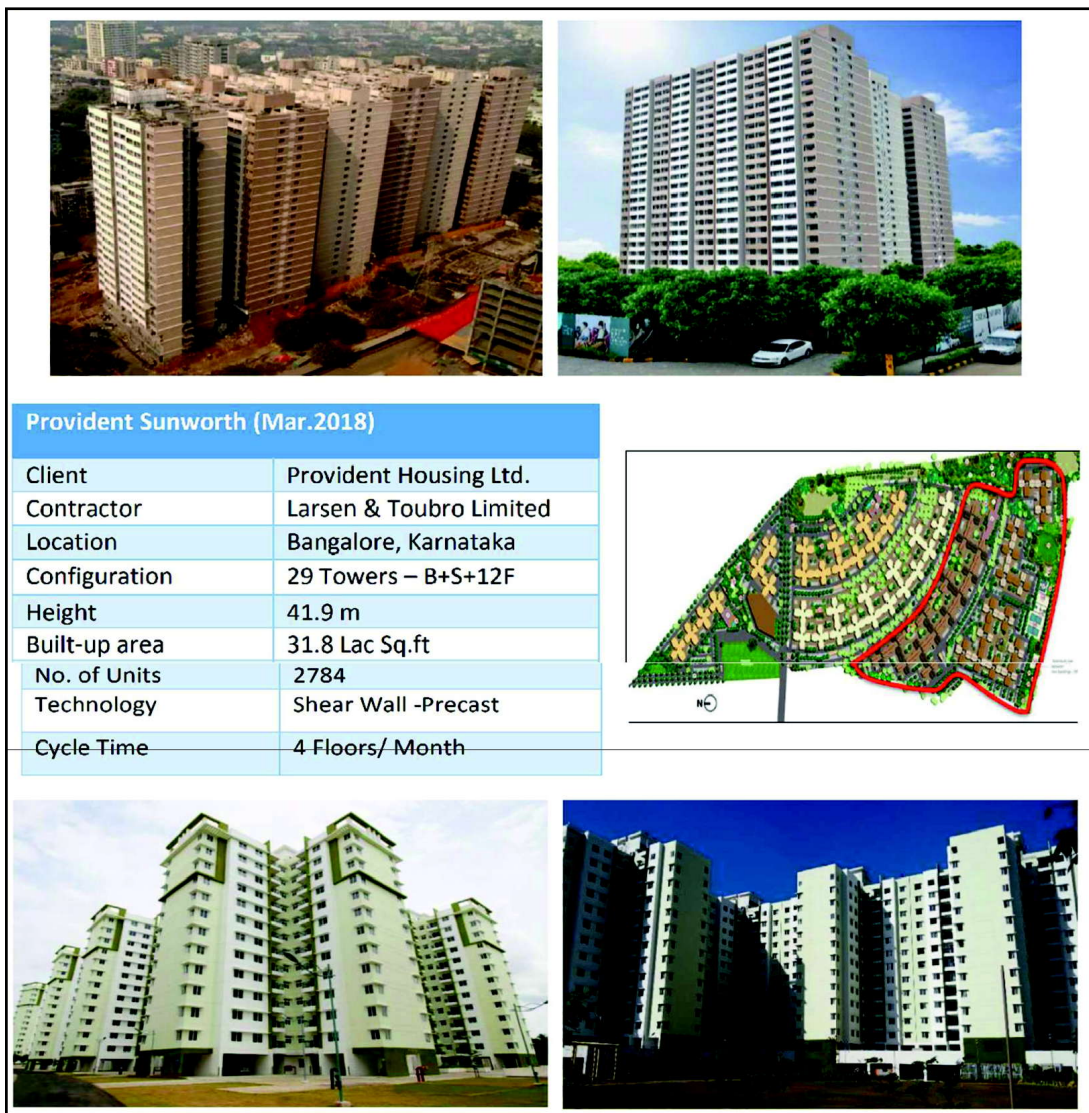 Provident Sunworth (Mar.2018)
Client Provident Housing Ltd.
Contractor Larsen & Toubro Limited
Location Bangalore, Karnataka
Configuration 29 Towers – B+S+12F
Height 41.9 m
Built-up area 31.8 Lac Sq.ft
No. of Units 2784
Technology Shear Wall -Precast
Cycle Time 4 Floors/ Month
N